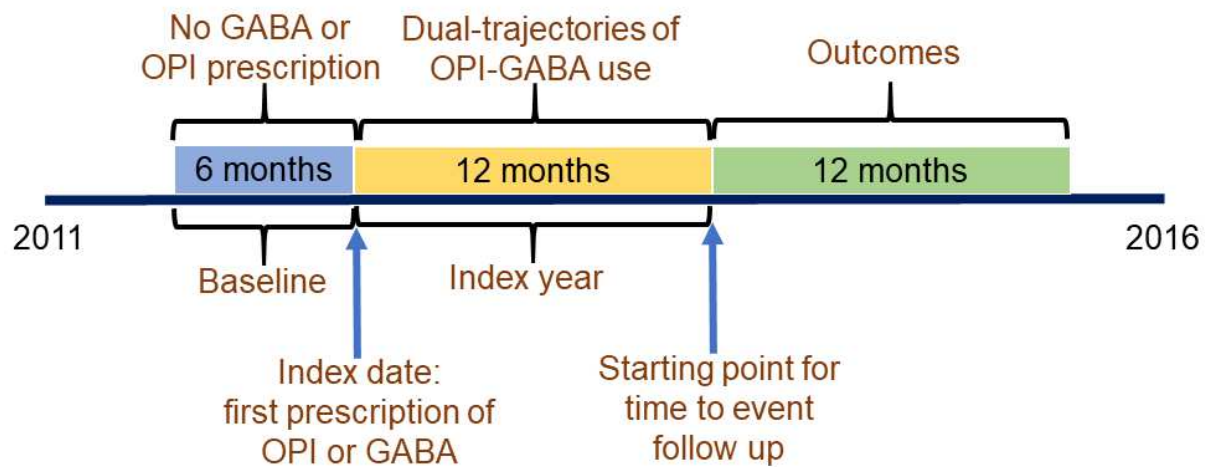 No GABA or
OPI prescription
Dual-trajectories of
OPI-GABA use
Outcomes
6 months
12 months
12 months
2011
2016
Baseline
Index year
Index date:
first prescription of
OPI or GABA
Starting point for
time to event
follow up